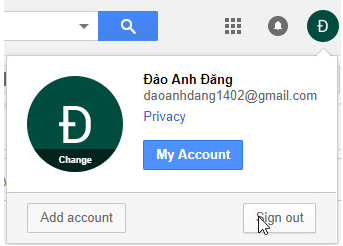 Đ
Đào Anh Đăng
daoanhdang1402@gmail.com
Privacy
Đ
Change
My Account
Add account
Sign out